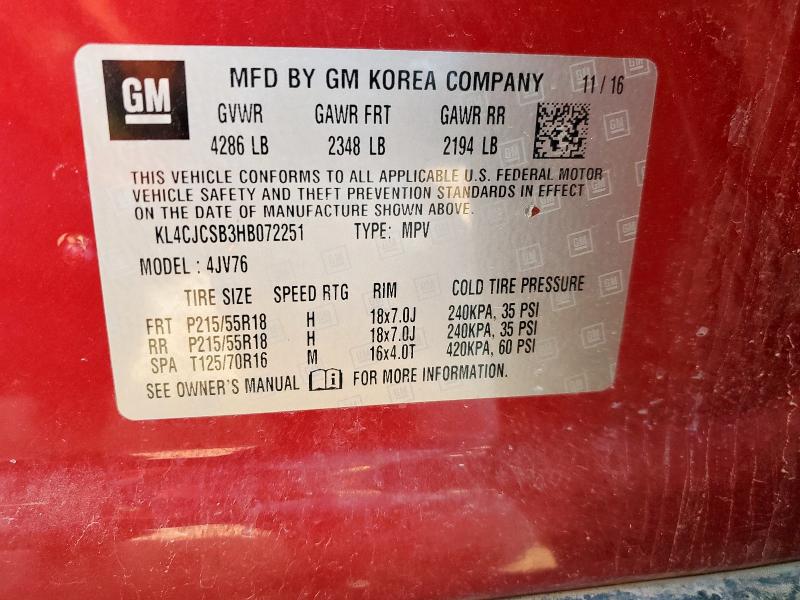 GM MFD BY GM KOREA COMPANY 11 / 16
GVWR GAWR FRT GAWR RR
4286 LB 2348 LB 2194 LB
THIS VEHICLE CONFORMS TO ALL APPLICABLE U.S. FEDERAL MOTOR
VEHICLE SAFETY AND THEFT PREVENTION STANDARDS IN EFFECT
ON THE DATE OF MANUFACTURE SHOWN ABOVE.
KL4CJCSB3HB072251 TYPE: MPV
MODEL : 4JV76
TIRE SIZE SPEED RTG RIM COLD TIRE PRESSURE
FRT P215/55R18 H 18x7.0J 240KPA, 35 PSI
RR P215/55R18 H 18x7.0J 240KPA, 35 PSI
SPA T125/70R16 M 16x4.0T 420KPA, 60 PSI
SEE OWNER'S MANUAL FOR MORE INFORMATION.